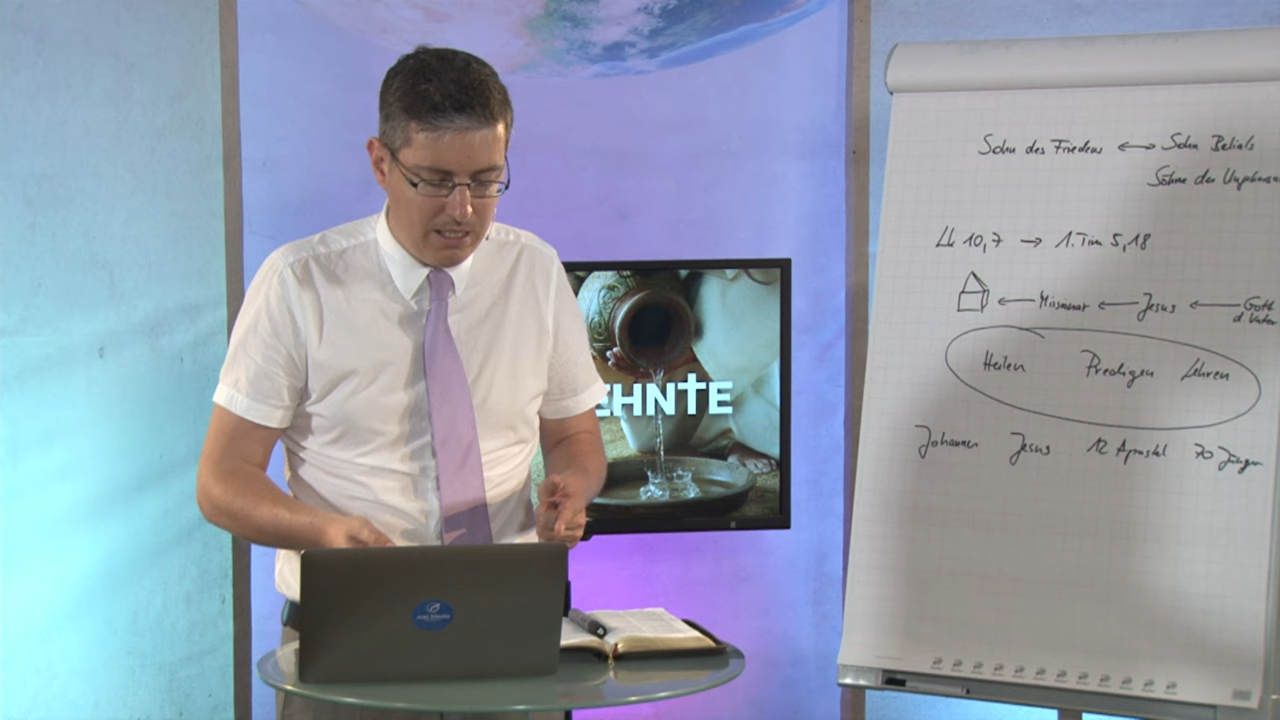 Sohn des Friedens ⟷ Sohn Belials
Söhne des Ungehorsa
Lk 10,7 → 1. Tim 5,18
← Missionar ← Jesus ← Gott
d. Vater
Heilen Predigen Lehren
Johannes Jesus 12 Apostel 70 Jünger
EHNTE